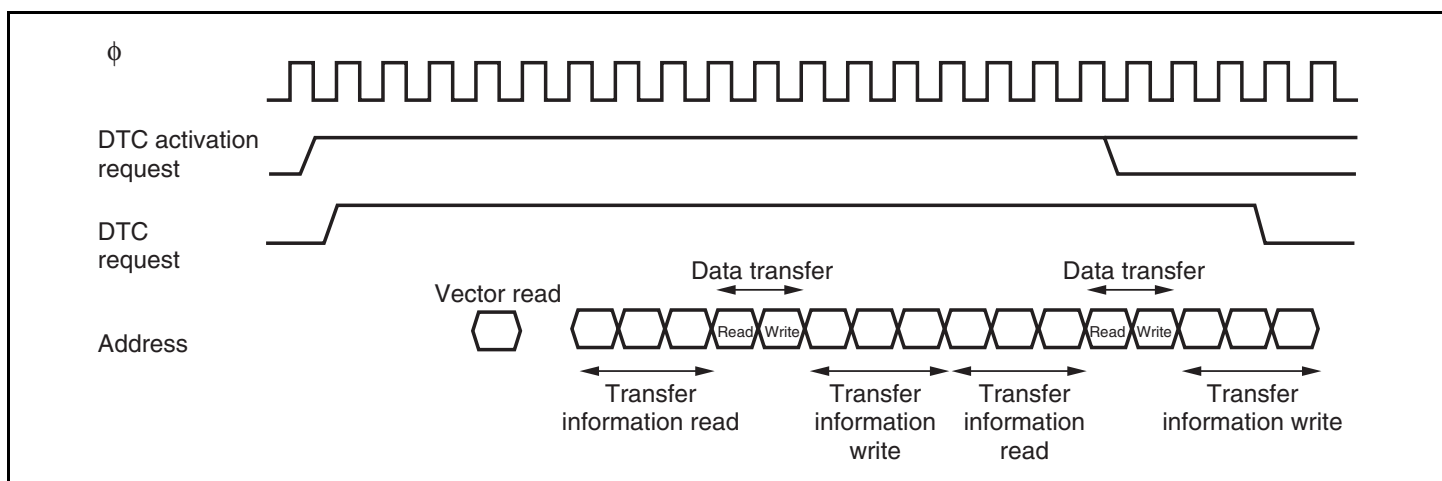 ϕ
DTC activation
request
DTC
request
Data transfer
Data transfer
Vector read
Address
Read
Write
Read
Write
Transfer
information read
Transfer
information
write
Transfer
information
read
Transfer
information write